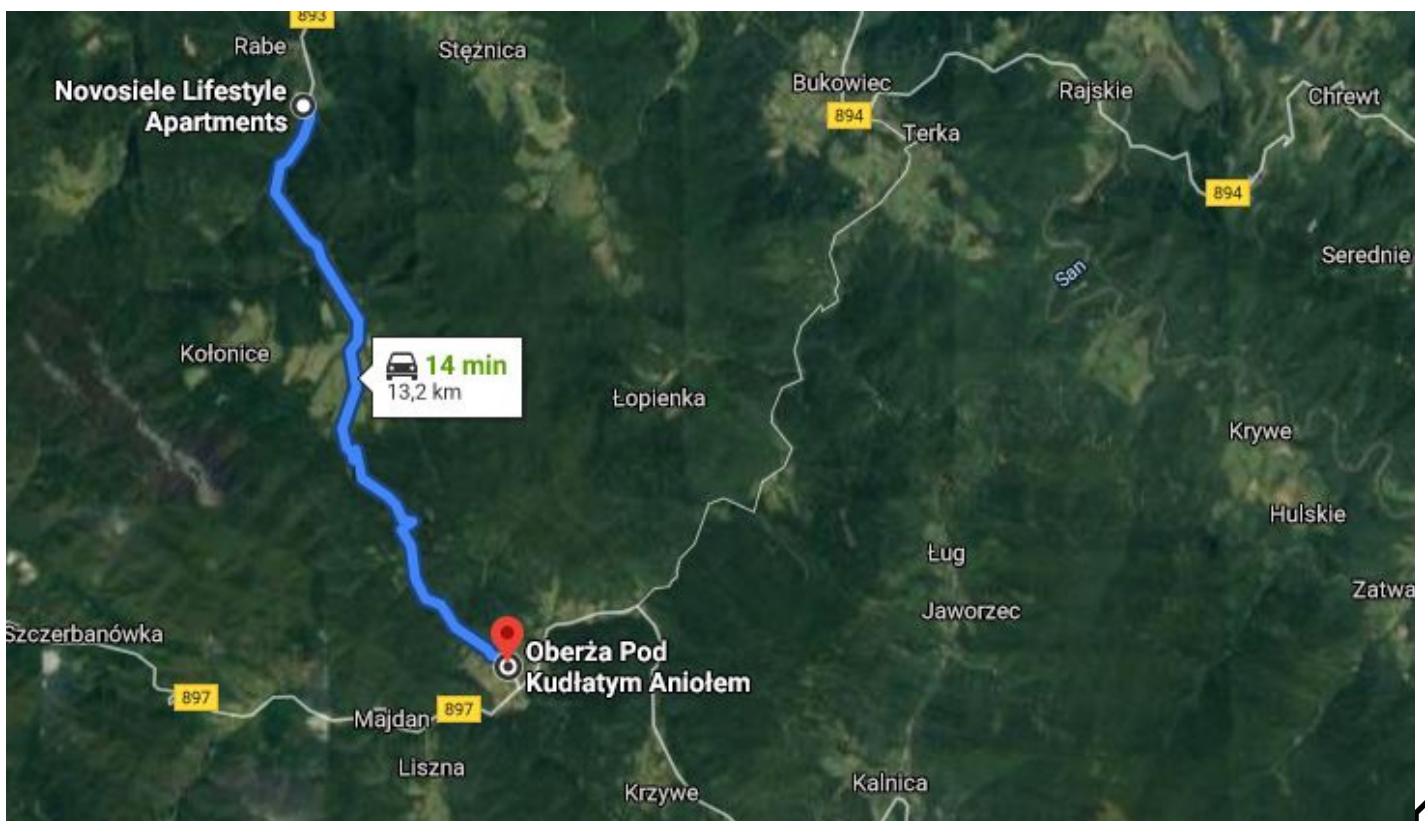 893
Rabe
Stężnica
Novosiele Lifestyle
Apartments
Bukowiec
894
Terka
Rajskie
Chrewt
894
Serednie
San
Kołonice
14 min
13,2 km
Łopienka
Krywe
Hulskie
Ług
Jaworzec
Zatwa
Szczerbanówka
Oberża Pod
Kudłatym Aniołem
897
Majdan
897
Liszna
Krzywe
Kalnica